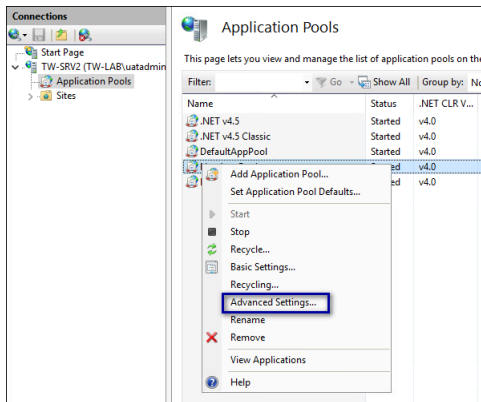 Connections
Start Page
TW-SRV2 (TW-LAB\uatadmin
Application Pools
Sites
Application Pools
This page lets you view and manage the list of application pools on the
Filter:
Go
Show All
Group by:
Name
Status
.NET CLR V...
.NET v4.5
Started
v4.0
.NET v4.5 Classic
Started
v4.0
DefaultAppPool
Started
v4.0
v4.0
v4.0
Add Application Pool...
Set Application Pool Defaults...
Start
Stop
Recycle...
Basic Settings...
Recycling...
Advanced Settings...
Rename
Remove
View Applications
Help